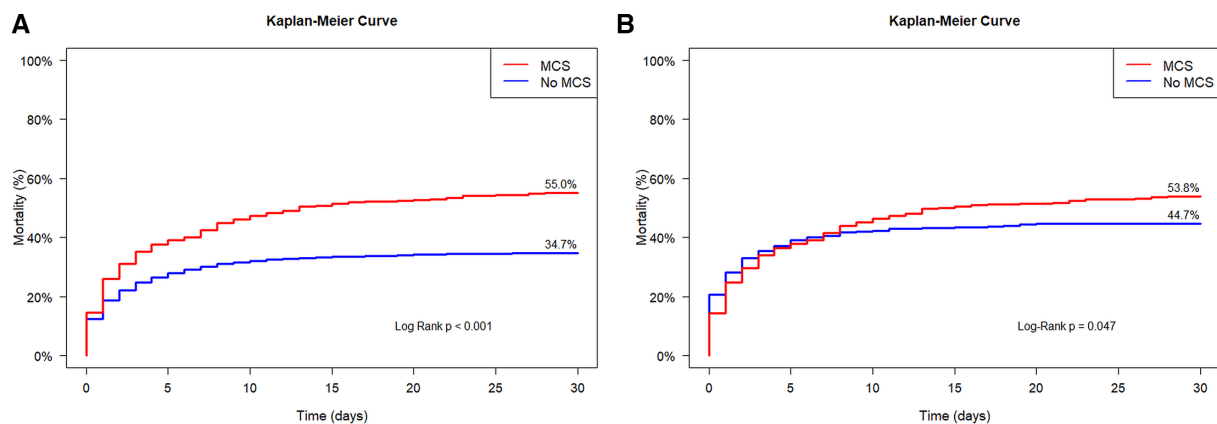 A
Kaplan-Meier Curve
MCS
No MCS
100%
80%
60%
40%
20%
0%
Mortality (%)
55.0%
34.7%
Log Rank p < 0.001
0
5
10
15
20
25
30
Time (days)
B
Kaplan-Meier Curve
MCS
No MCS
100%
80%
60%
40%
20%
0%
Mortality (%)
53.8%
44.7%
Log-Rank p = 0.047
0
5
10
15
20
25
30
Time (days)